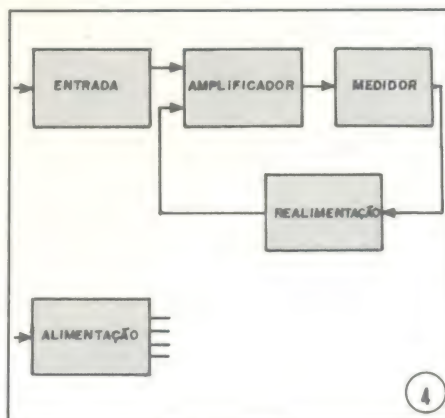 ENTRADA
AMPLIFICADOR
MEDIDOR
REALIMENTAÇÃO
ALIMENTAÇÃO
4